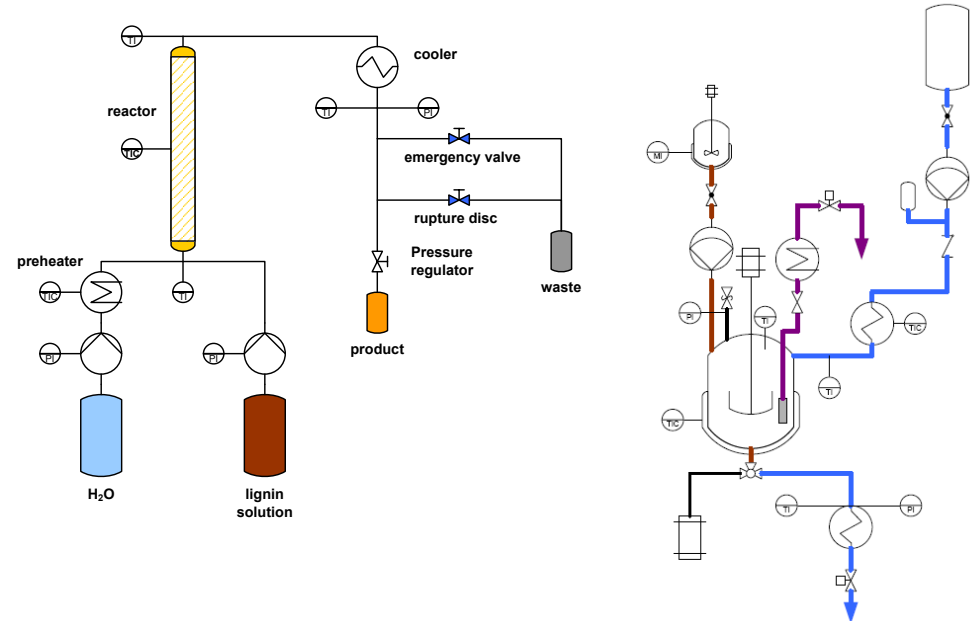 TI
cooler
TI
PI
reactor
emergency valve
TIC
MI
rupture disc
preheater
Pressure
regulator
waste
TIC
TI
PI
TI
TIC
product
PI
PI
TI
TIC
H₂O
lignin
solution
TI
PI